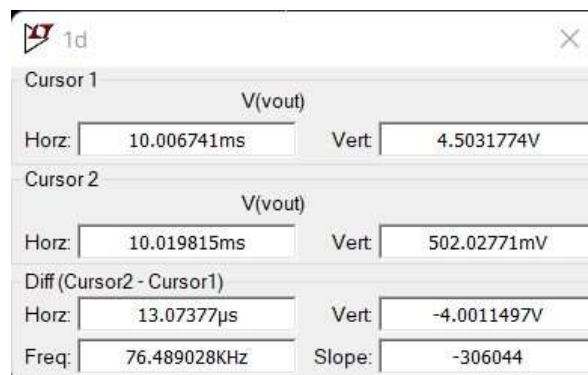 1d
Cursor 1
V(vout)
Horz: 10.006741ms Vert: 4.5031774V
Cursor 2
V(vout)
Horz: 10.019815ms Vert: 502.02771mV
Diff (Cursor2 - Cursor1)
Horz: 13.07377µs Vert: -4.0011497V
Freq: 76.489028KHz Slope: -306044